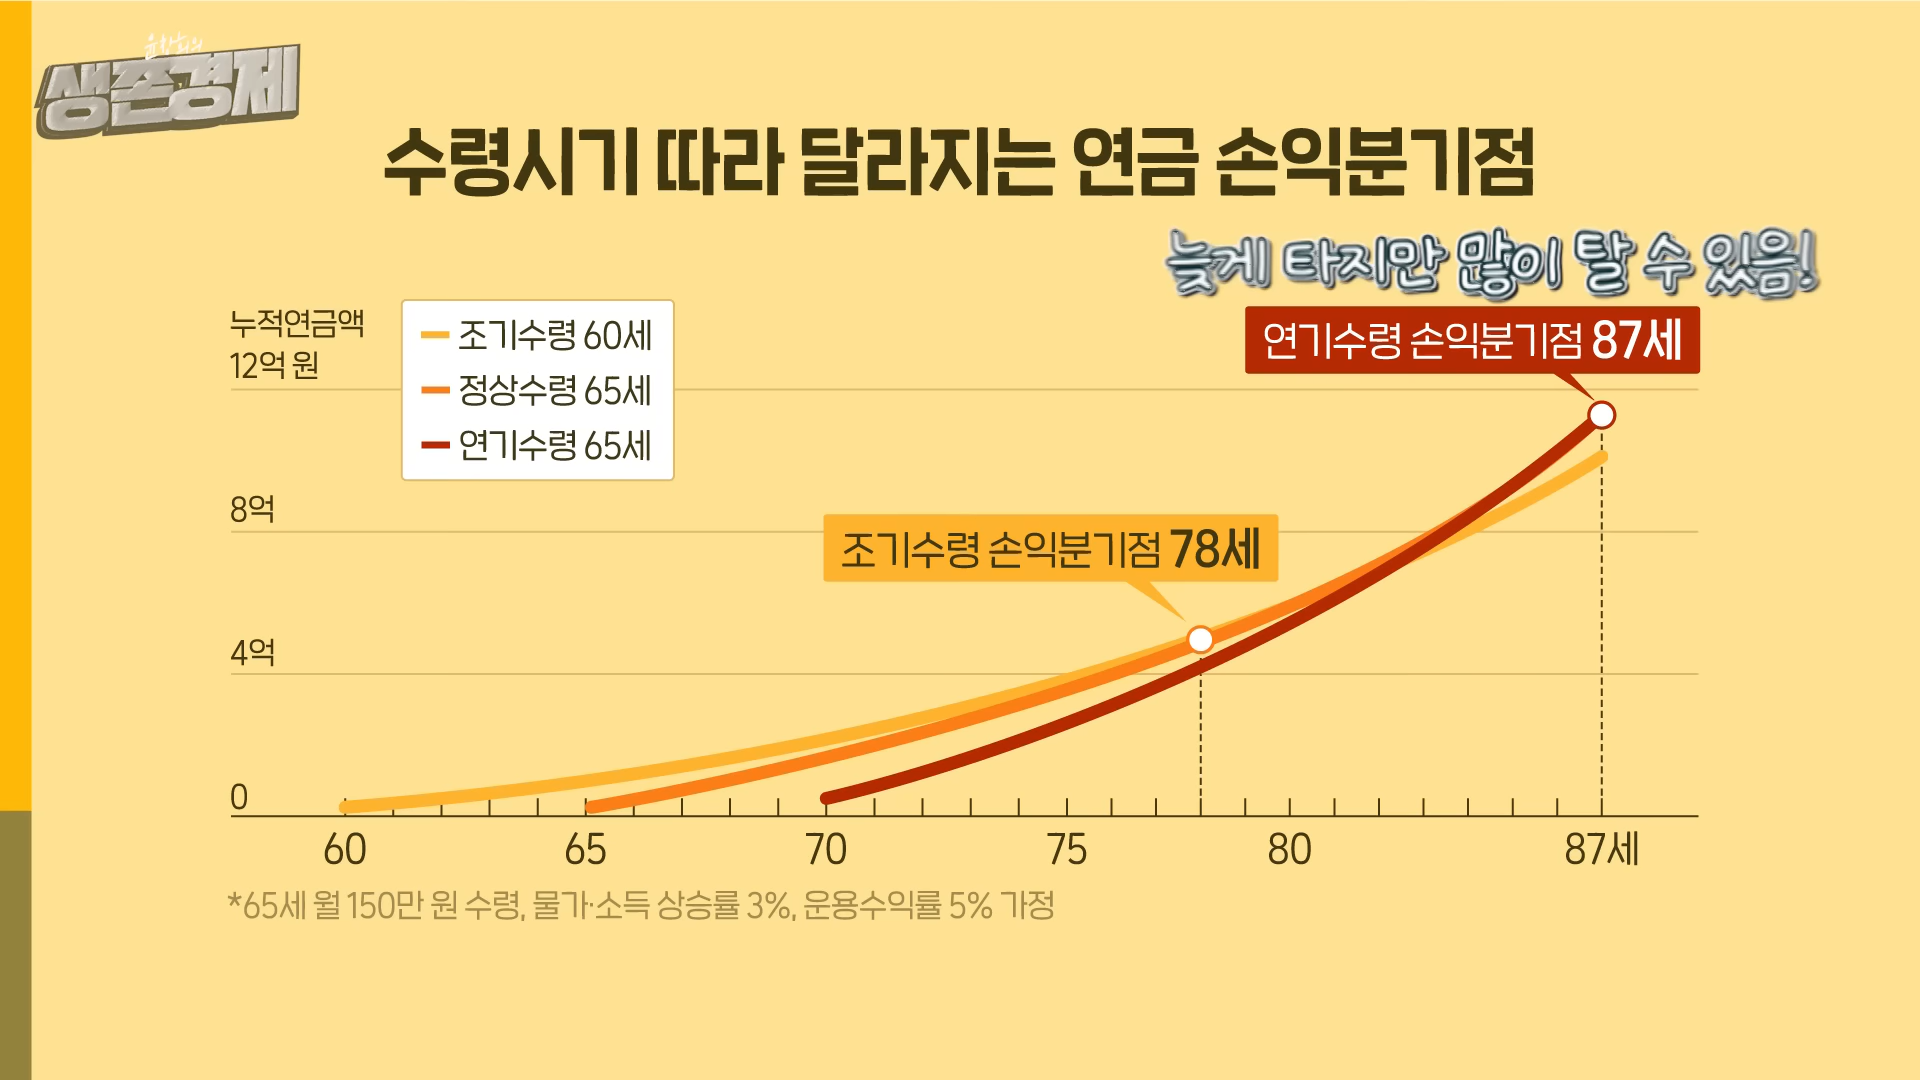 윤창희의
생존경제
수령시기 따라 달라지는 연금 손익분기점
늦게 타지만 많이 탈 수 있음!
연기수령 손익분기점 87세
누적연금액
12억 원
조기수령 60세
정상수령 65세
연기수령 65세
8억
조기수령 손익분기점 78세
4억
0
60 65 70 75 80 87세
*65세 월 150만 원 수령, 물가·소득 상승률 3%, 운용수익률 5% 가정